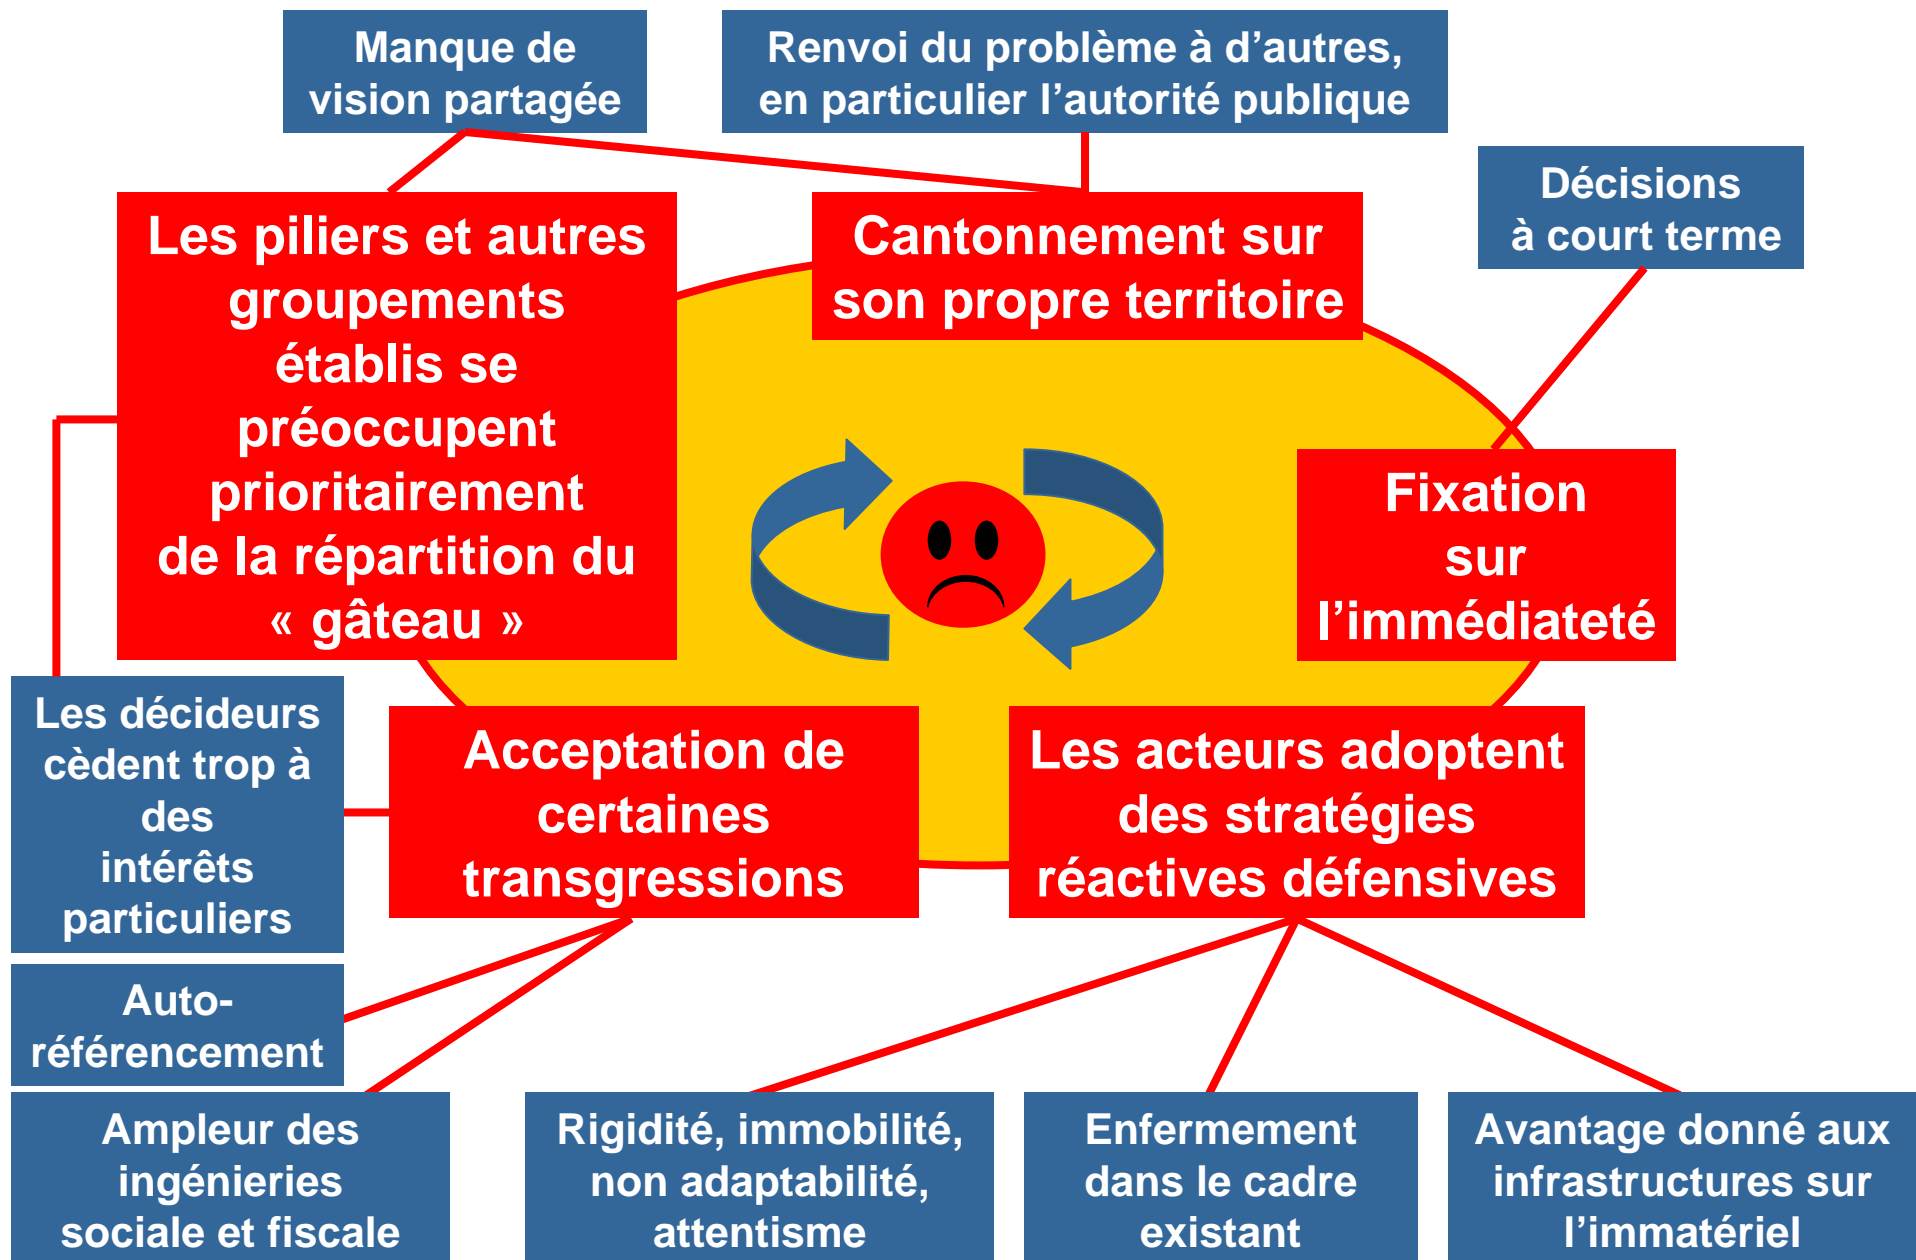 Manque de
vision partagée
Renvoi du problème à d’autres,
en particulier l’autorité publique
Décisions
à court terme
Les piliers et autres
groupements
établis se
préoccupent
prioritairement
de la répartition du
« gâteau »
Cantonnement sur
son propre territoire
Fixation
sur
l’immédiateté
Les décideurs
cèdent trop à
des
intérêts
particuliers
Acceptation de
certaines
transgressions
Les acteurs adoptent
des stratégies
réactives défensives
Auto-
référencement
Ampleur des
ingénieries
sociale et fiscale
Rigidité, immobilité,
non adaptabilité,
attentisme
Enfermement
dans le cadre
existant
Avantage donné aux
infrastructures sur
l’immatériel